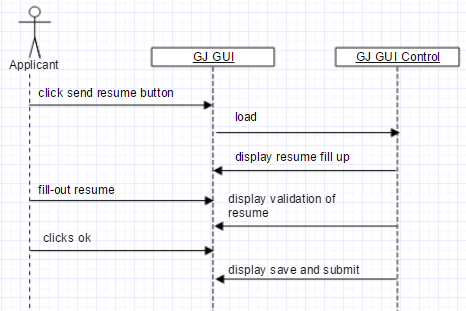 Applicant
GJ GUI
GJ GUI Control
click send resume button
load
display resume fill up
fill-out resume
display validation of
resume
clicks ok
display save and submit